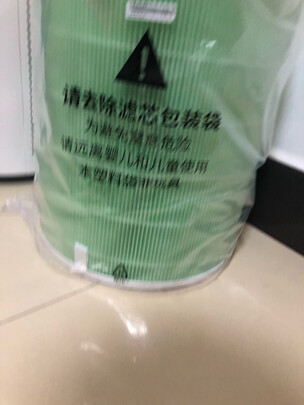 请去除滤芯包装袋
为避免窒息危险
请远离婴儿和儿童使用
本塑料袋非玩具